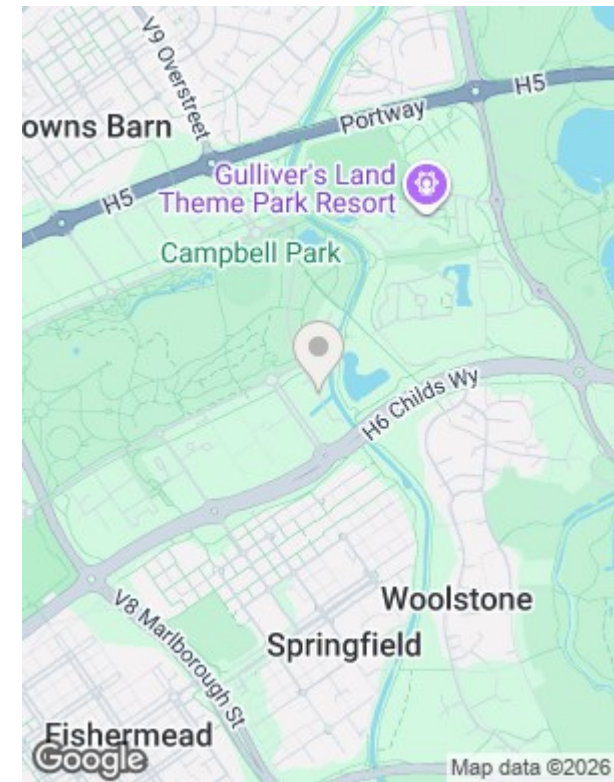 V9 Overstreet
H5
Portway
owns Barn
Gulliver's Land
Theme Park Resort
H5
Campbell Park
H6 Childs Wy
Woolstone
V8 Marlborough St
Springfield
Fishermead
Google
Map data ©2026